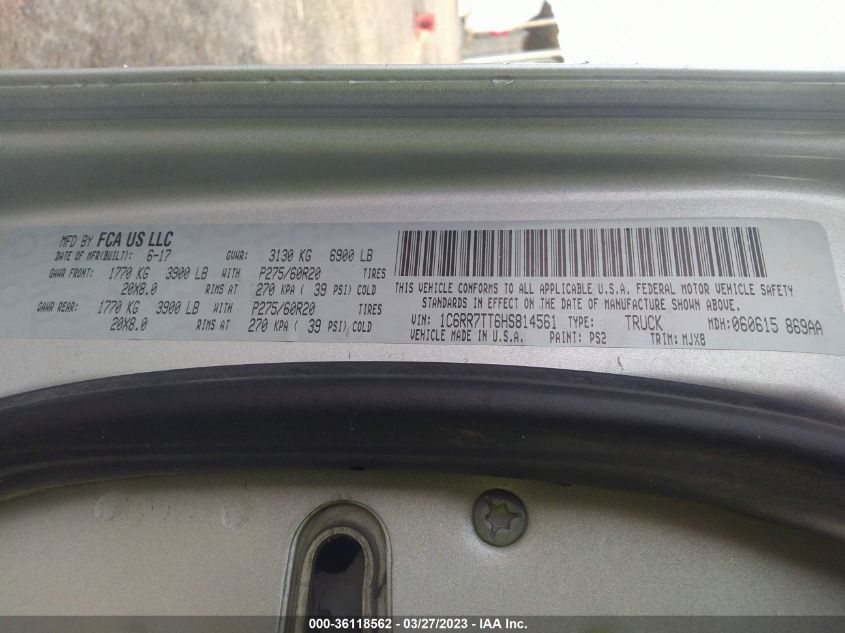 MFD BY FCA US LLC
DATE OF MFR(BUILT): 6-17 GVWR: 3130 KG 6900 LB
GAWR FRONT: 1770 KG 3900 LB WITH P275/60R20 TIRES
20X8.0 RIMS AT 270 KPA ( 39 PSI) COLD
GAWR REAR: 1770 KG 3900 LB WITH P275/60R20 TIRES
20X8.0 RIMS AT 270 KPA ( 39 PSI) COLD
THIS VEHICLE CONFORMS TO ALL APPLICABLE U.S.A. FEDERAL MOTOR VEHICLE SAFETY
STANDARDS IN EFFECT ON THE DATE OF MANUFACTURE SHOWN ABOVE.
VIN: 1C6RR7TT6HS814561 TYPE: TRUCK MDH:060615 869AA
VEHICLE MADE IN U.S.A. PAINT: PS2 TRIM: MJX8
000-36118562 - 03/27/2023 - IAA Inc.